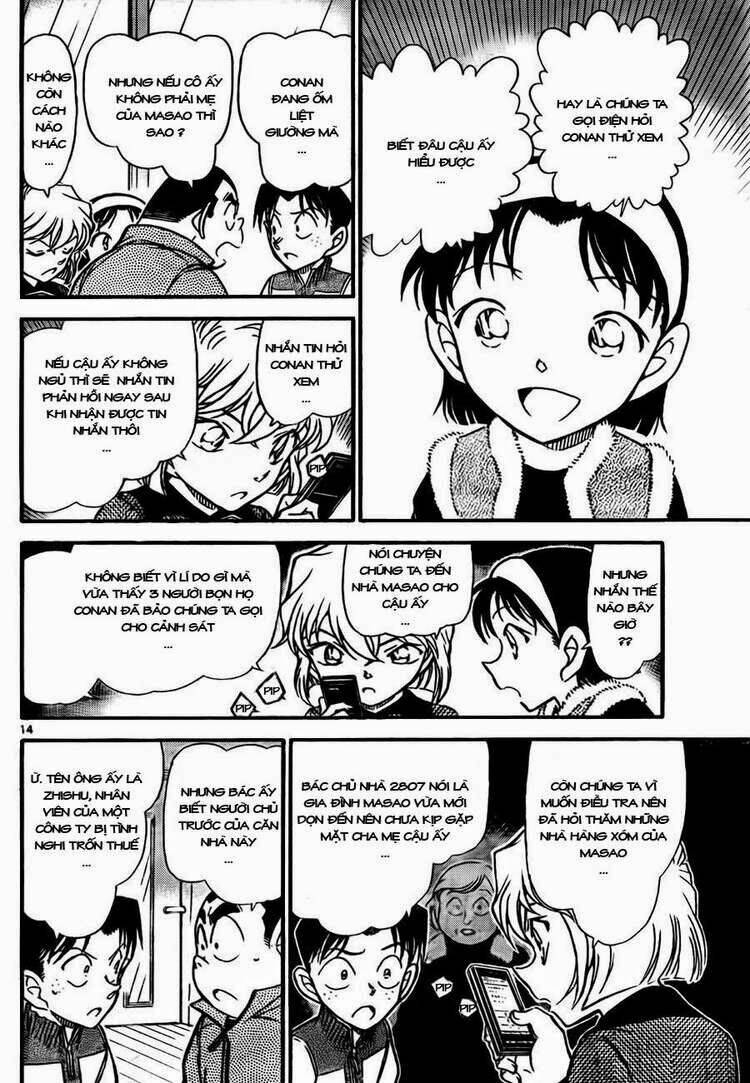 KHÔNG
CÒN
CÁCH
NÀO
KHÁC
...
NHƯNG NẾU CÔ ẤY
KHÔNG PHẢI MẸ
CỦA MASAO THÌ
SAO ?
CONAN
ĐANG ỐM
LIỆT
GIƯỜNG MÀ
...
BIẾT ĐÂU CẬU ẤY
HIỂU ĐƯỢC
...
HAY LÀ CHÚNG TA
GỌI ĐIỆN HỎI
CONAN THỬ XEM
...
NẾU CẬU ẤY KHÔNG
NGỦ THÌ SẼ NHẮN TIN
PHẢN HỒI NGAY SAU
KHI NHẬN ĐƯỢC TIN
NHẮN THÔI
...
NHẮN TIN HỎI
CONAN THỬ
XEM
...
PIP
PIP
KHÔNG BIẾT VÌ LÍ DO GÌ MÀ
VỪA THẤY 3 NGƯỜI BỌN HỌ
CONAN ĐÃ BẢO CHÚNG TA GỌI
CHO CẢNH SÁT
...
NÓI CHUYỆN
CHÚNG TA ĐẾN
NHÀ MASAO CHO
CẬU ẤY
...
NHƯNG
NHẮN THẾ
NÀO BÂY
GIỜ
??
PIP
PIP
14
Ừ. TÊN ÔNG ẤY LÀ
ZHISHU, NHÂN
VIÊN CỦA MỘT
CÔNG TY BỊ TÌNH
NGHI TRỐN THUẾ
...
NHƯNG BÁC ẤY
BIẾT NGƯỜI CHỦ
TRƯỚC CỦA CĂN
NHÀ NÀY
...
BÁC CHỦ NHÀ 2807 NÓI LÀ
GIA ĐÌNH MASAO VỪA MỚI
DỌN ĐẾN NÊN CHƯA KỊP GẶP
MẶT CHA MẸ CẬU ẤY
...
CÒN CHÚNG TA VÌ
MUỐN ĐIỀU TRA NÊN
ĐÃ HỎI THĂM NHỮNG
NHÀ HÀNG XÓM CỦA
MASAO
...
PIP
PIP